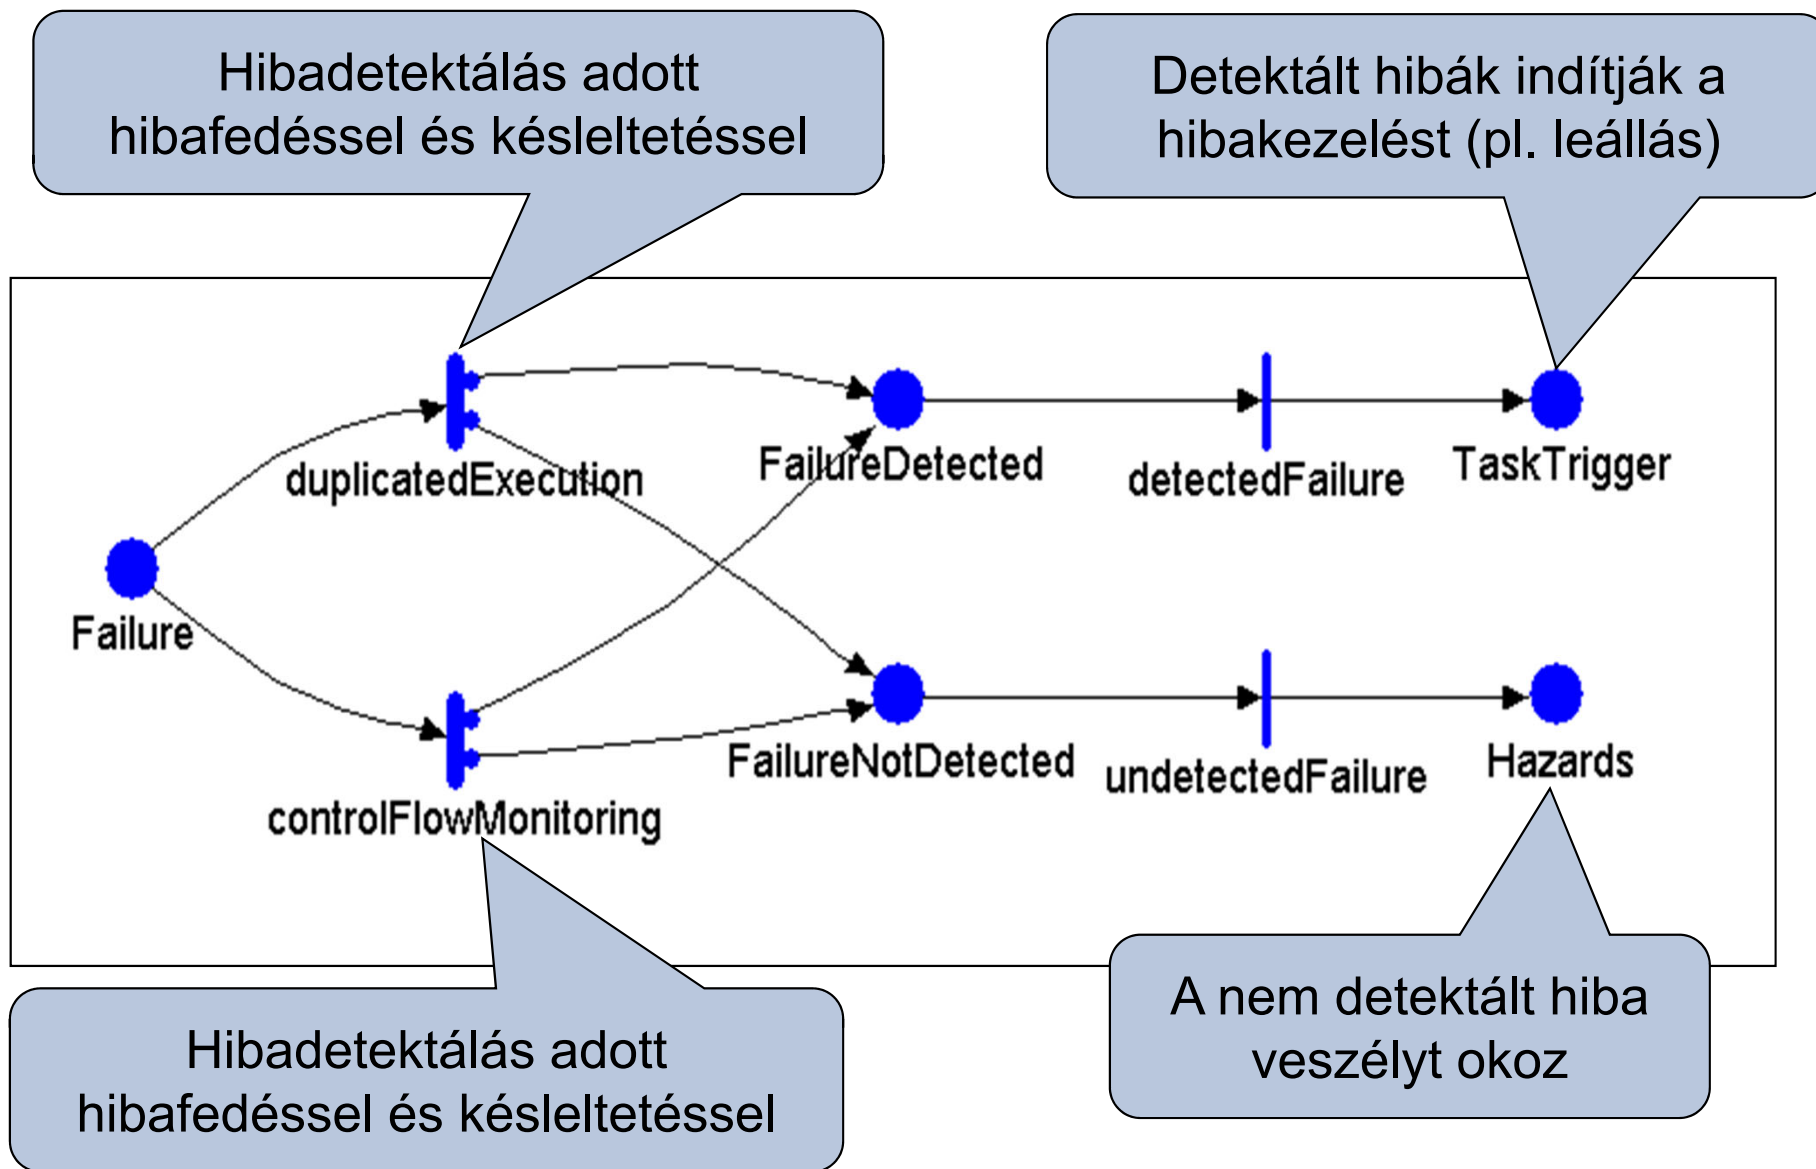 Hibadetektálás adott
hibafedéssel és késleltetéssel
Detektált hibák indítják a
hibakezelést (pl. leállás)
duplicatedExecution
FailureDetected
detectedFailure
TaskTrigger
Failure
controlFlowMonitoring
FailureNotDetected
undetectedFailure
Hazards
Hibadetektálás adott
hibafedéssel és késleltetéssel
A nem detektált hiba
veszélyt okoz